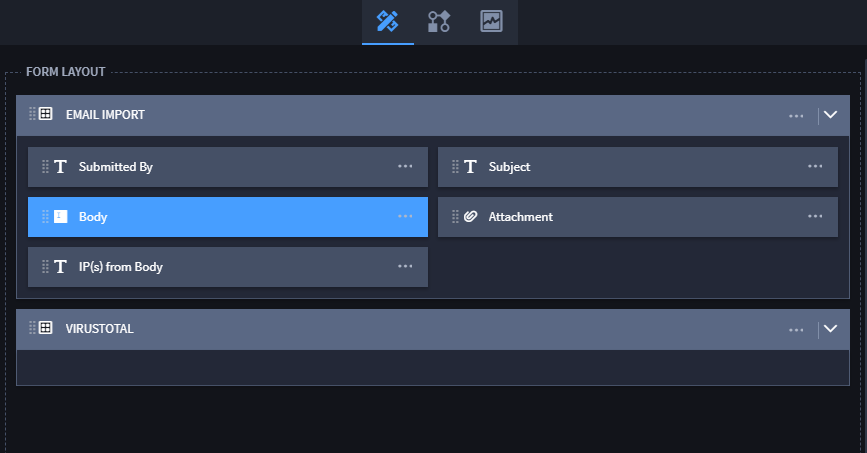 FORM LAYOUT
EMAIL IMPORT
Submitted By
Subject
Body
Attachment
IP(s) from Body
VIRUSTOTAL